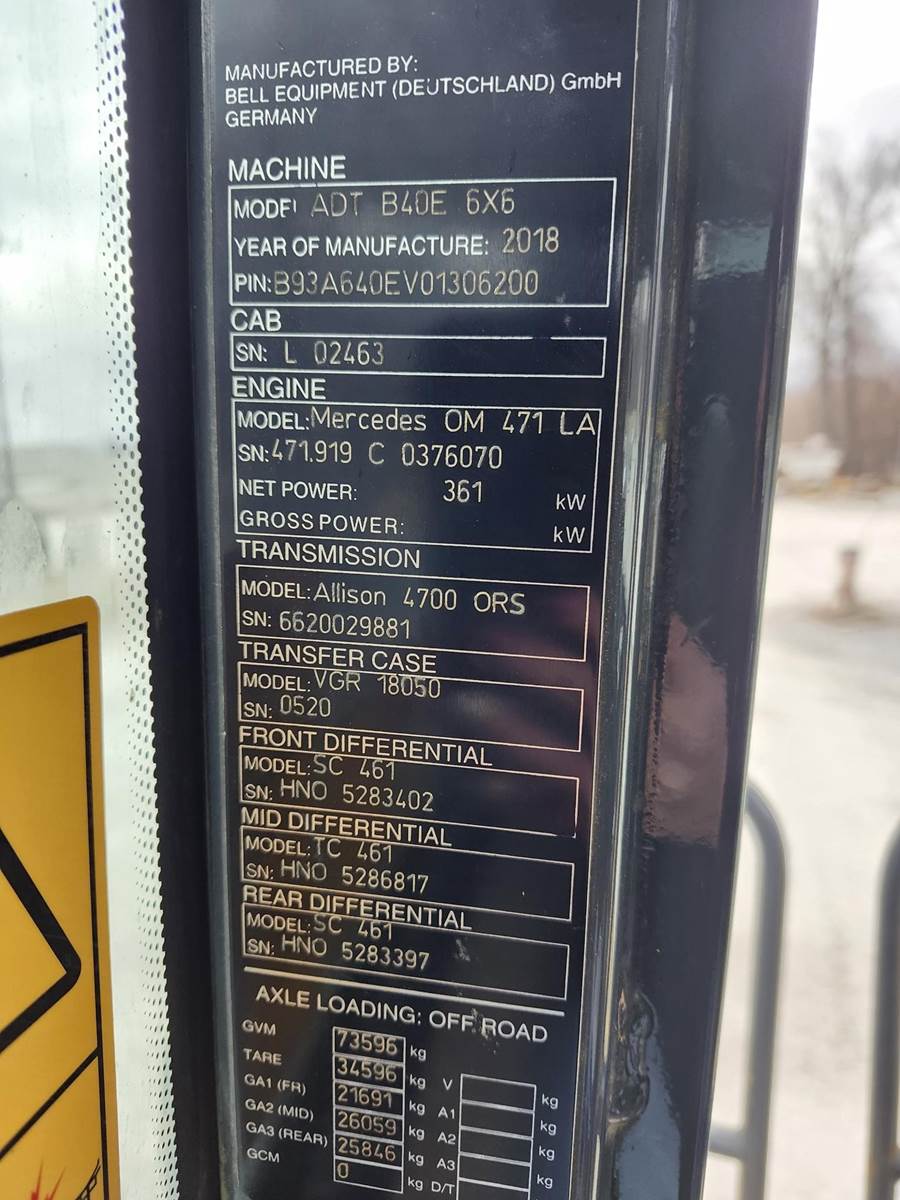 MANUFACTURED BY:
BELL EQUIPMENT (DEUTSCHLAND) GmbH
GERMANY
MACHINE
MODEL ADT B40E 6X6
YEAR OF MANUFACTURE: 2018
PIN:B93A640EV01306200
CAB
SN: L 02463
ENGINE
MODEL:Mercedes OM 471 LA
SN:471.919 C 0376070
NET POWER: 361 kW
GROSS POWER: kW
TRANSMISSION
MODEL:Allison 4700 ORS
SN: 6620029881
TRANSFER CASE
MODEL:VGR 18050
SN: 0520
FRONT DIFFERENTIAL
MODEL:SC 461
SN: HNO 5283402
MID DIFFERENTIAL
MODEL:TC 461
SN: HNO 5286817
REAR DIFFERENTIAL
MODEL:SC 461
SN: HNO 5283397
AXLE LOADING: OFF ROAD
GVM 73596 kg
TARE 34596 kg V kg
GA1 (FR) 21691 kg A1 kg
GA2 (MID) 26059 kg A2 kg
GA3 (REAR) 25846 kg A3 kg
GCM 0 kg D/T